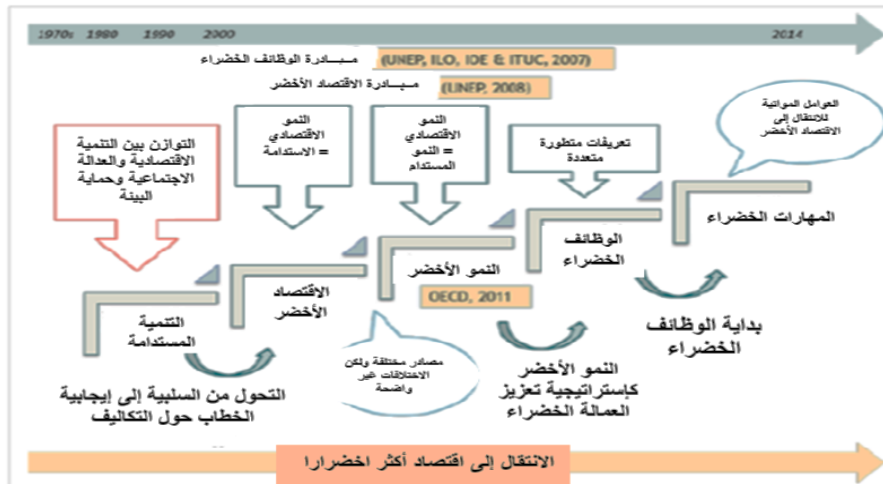 1970s 1980 1990 2000 2014
مبادرة الوظائف الخضراء (UNEP, ILO, IOE & ITUC, 2007)
مبادرة الاقتصاد الأخضر (UNEP, 2008)
العوامل المواتية
للانتقال إلى
الاقتصاد الأخضر
تعريفات متطورة
متعددة
النمو
الاقتصادي
= النمو
المستدام
النمو
الاقتصادي
= الاستدامة
التوازن بين التنمية
الاقتصادية والعدالة
الاجتماعية وحماية
البيئة
المهارات الخضراء
الوظائف
الخضراء
النمو الأخضر
OECD, 2011
الاقتصاد
الأخضر
التنمية
المستدامة
بداية الوظائف
الخضراء
النمو الأخضر
كإستراتيجية تعزيز
العمالة الخضراء
مصادر مختلفة ولكن
الاختلافات غير
واضحة
التحول من السلبية إلى إيجابية
الخطاب حول التكاليف
الانتقال إلى اقتصاد أكثر اخضرارا